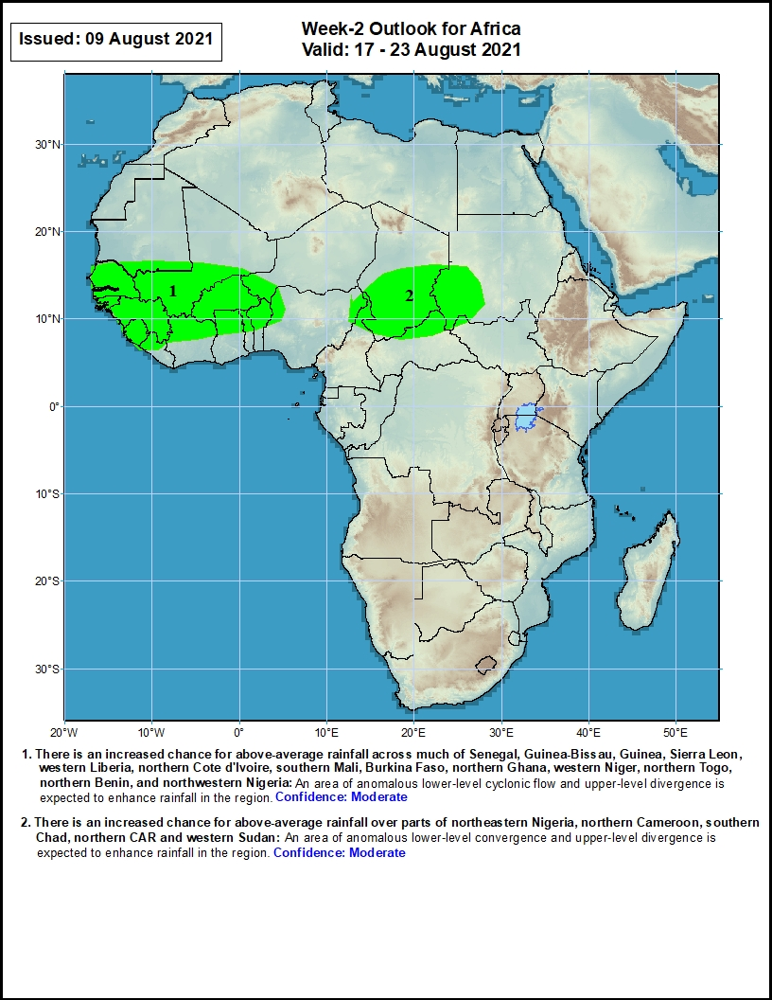 Issued: 09 August 2021
Week-2 Outlook for Africa
Valid: 17 - 23 August 2021
30°N
20°N
10°N
0°
10°S
20°S
30°S
1
2
20°W
10°W
0°
10°E
20°E
30°E
40°E
50°E
1. There is an increased chance for above-average rainfall across much of Senegal, Guinea-Bissau, Guinea, Sierra Leon,
western Liberia, northern Cote d'Ivoire, southern Mali, Burkina Faso, northern Ghana, western Niger, northern Togo,
northern Benin, and northwestern Nigeria: An area of anomalous lower-level cyclonic flow and upper-level divergence is
expected to enhance rainfall in the region. Confidence: Moderate
2. There is an increased chance for above-average rainfall over parts of northeastern Nigeria, northern Cameroon, southern
Chad, northern CAR and western Sudan: An area of anomalous lower-level convergence and upper-level divergence is
expected to enhance rainfall in the region. Confidence: Moderate